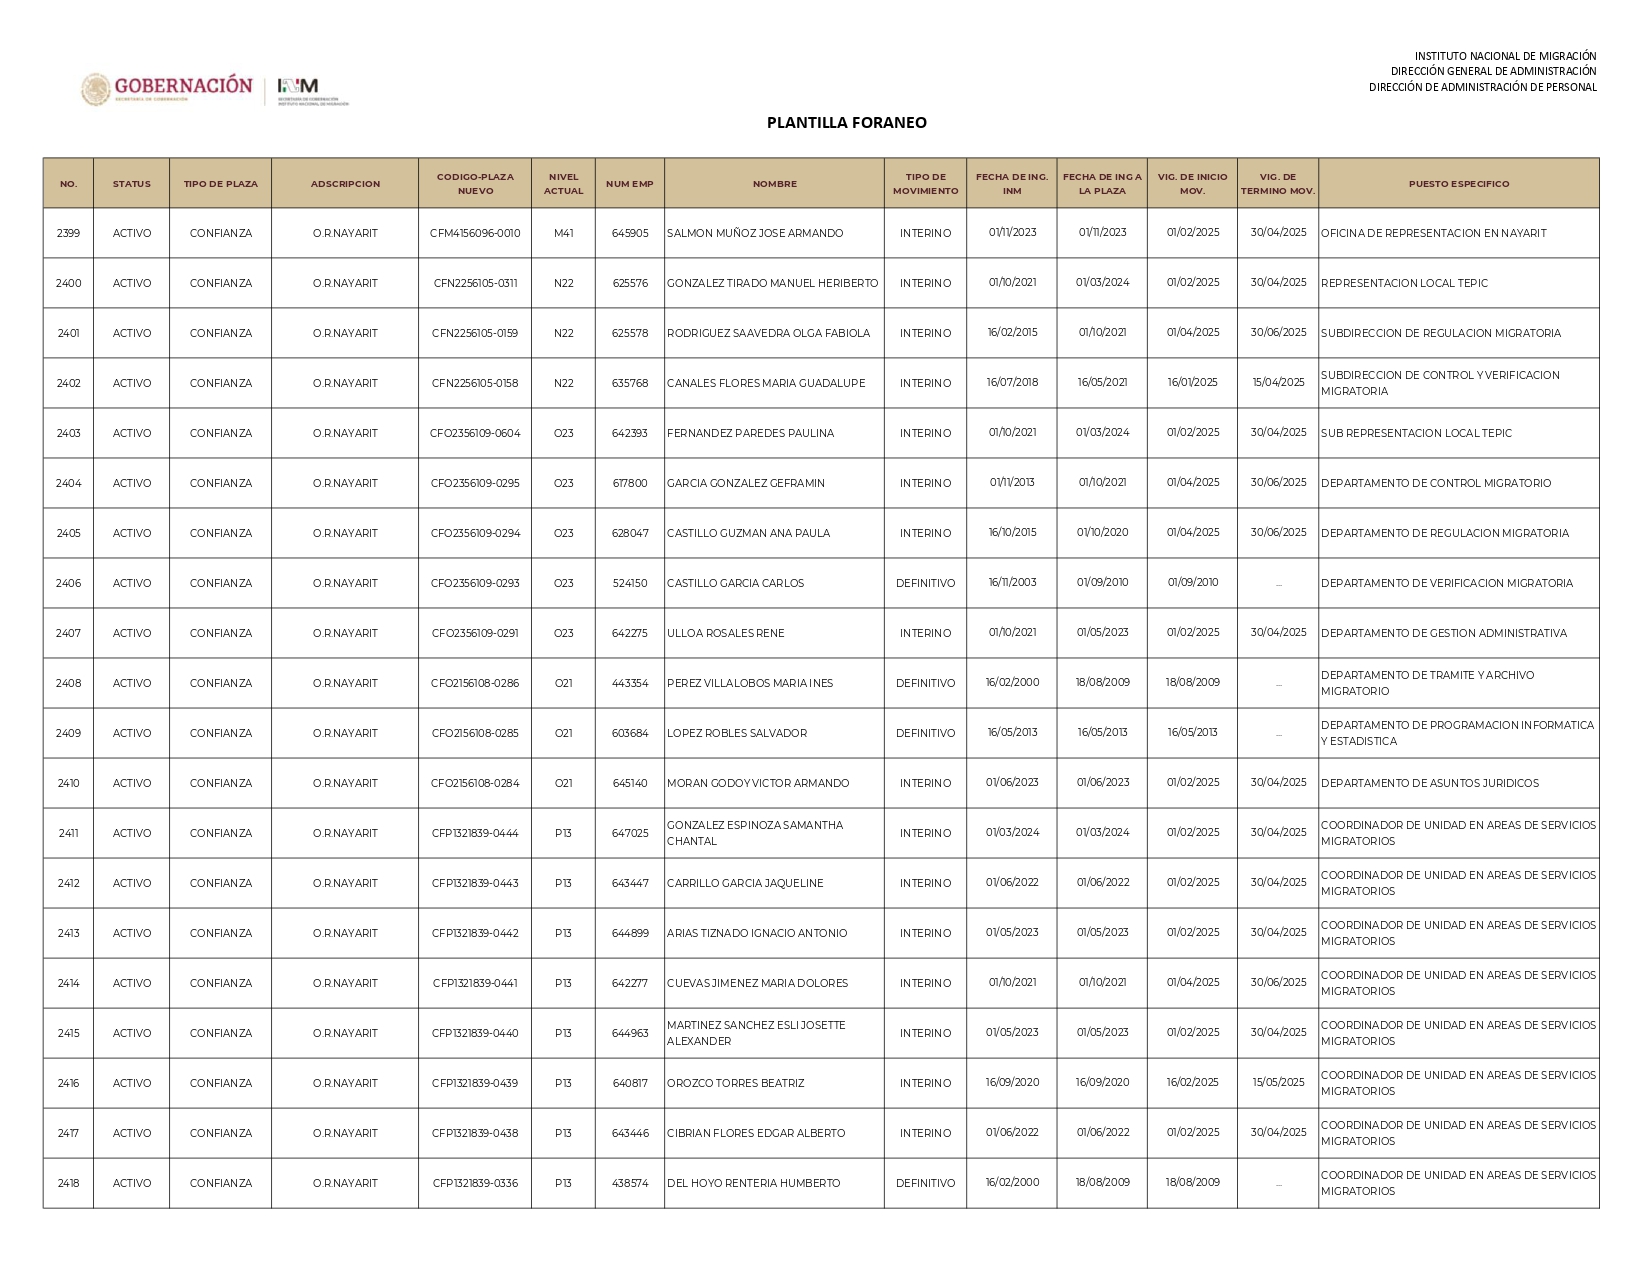 INSTITUTO NACIONAL DE MIGRACIÓN
DIRECCIÓN GENERAL DE ADMINISTRACIÓN
DIRECCIÓN DE ADMINISTRACIÓN DE PERSONAL
GOBERNACIÓN
SECRETARÍA DE GOBERNACIÓN
INM
SECRETARÍA DE GOBERNACIÓN
INSTITUTO NACIONAL DE MIGRACIÓN
PLANTILLA FORANEO
NO. STATUS TIPO DE PLAZA ADSCRIPCION CODIGO-PLAZA NUEVO NIVEL ACTUAL NUM EMP NOMBRE TIPO DE MOVIMIENTO FECHA DE ING. INM FECHA DE ING A LA PLAZA VIG. DE INICIO MOV. VIG. DE TERMINO MOV. PUESTO ESPECIFICO
2399 ACTIVO CONFIANZA O.R.NAYARIT CFM4156096-0010 M41 645905 SALMON MUÑOZ JOSE ARMANDO INTERINO 01/11/2023 01/11/2023 01/02/2025 30/04/2025 OFICINA DE REPRESENTACION EN NAYARIT
2400 ACTIVO CONFIANZA O.R.NAYARIT CFN2256105-0311 N22 625576 GONZALEZ TIRADO MANUEL HERIBERTO INTERINO 01/10/2021 01/03/2024 01/02/2025 30/04/2025 REPRESENTACION LOCAL TEPIC
2401 ACTIVO CONFIANZA O.R.NAYARIT CFN2256105-0159 N22 625578 RODRIGUEZ SAAVEDRA OLGA FABIOLA INTERINO 16/02/2015 01/10/2021 01/04/2025 30/06/2025 SUBDIRECCION DE REGULACION MIGRATORIA
2402 ACTIVO CONFIANZA O.R.NAYARIT CFN2256105-0158 N22 635768 CANALES FLORES MARIA GUADALUPE INTERINO 16/07/2018 16/05/2021 16/01/2025 15/04/2025 SUBDIRECCION DE CONTROL Y VERIFICACION MIGRATORIA
2403 ACTIVO CONFIANZA O.R.NAYARIT CFO2356109-0604 O23 642393 FERNANDEZ PAREDES PAULINA INTERINO 01/10/2021 01/03/2024 01/02/2025 30/04/2025 SUB REPRESENTACION LOCAL TEPIC
2404 ACTIVO CONFIANZA O.R.NAYARIT CFO2356109-0295 O23 617800 GARCIA GONZALEZ GEFRAMIN INTERINO 01/11/2013 01/10/2021 01/04/2025 30/06/2025 DEPARTAMENTO DE CONTROL MIGRATORIO
2405 ACTIVO CONFIANZA O.R.NAYARIT CFO2356109-0294 O23 628047 CASTILLO GUZMAN ANA PAULA INTERINO 16/10/2015 01/10/2020 01/04/2025 30/06/2025 DEPARTAMENTO DE REGULACION MIGRATORIA
2406 ACTIVO CONFIANZA O.R.NAYARIT CFO2356109-0293 O23 524150 CASTILLO GARCIA CARLOS DEFINITIVO 16/11/2003 01/09/2010 01/09/2010 ... DEPARTAMENTO DE VERIFICACION MIGRATORIA
2407 ACTIVO CONFIANZA O.R.NAYARIT CFO2356109-0291 O23 642275 ULLOA ROSALES RENE INTERINO 01/10/2021 01/05/2023 01/02/2025 30/04/2025 DEPARTAMENTO DE GESTION ADMINISTRATIVA
2408 ACTIVO CONFIANZA O.R.NAYARIT CFO2156108-0286 O21 443354 PEREZ VILLALOBOS MARIA INES DEFINITIVO 16/02/2000 18/08/2009 18/08/2009 ... DEPARTAMENTO DE TRAMITE Y ARCHIVO MIGRATORIO
2409 ACTIVO CONFIANZA O.R.NAYARIT CFO2156108-0285 O21 603684 LOPEZ ROBLES SALVADOR DEFINITIVO 16/05/2013 16/05/2013 16/05/2013 ... DEPARTAMENTO DE PROGRAMACION INFORMATICA Y ESTADISTICA
2410 ACTIVO CONFIANZA O.R.NAYARIT CFO2156108-0284 O21 645140 MORAN GODOY VICTOR ARMANDO INTERINO 01/06/2023 01/06/2023 01/02/2025 30/04/2025 DEPARTAMENTO DE ASUNTOS JURIDICOS
2411 ACTIVO CONFIANZA O.R.NAYARIT CFP1321839-0444 P13 647025 GONZALEZ ESPINOZA SAMANTHA CHANTAL INTERINO 01/03/2024 01/03/2024 01/02/2025 30/04/2025 COORDINADOR DE UNIDAD EN AREAS DE SERVICIOS MIGRATORIOS
2412 ACTIVO CONFIANZA O.R.NAYARIT CFP1321839-0443 P13 643447 CARRILLO GARCIA JAQUELINE INTERINO 01/06/2022 01/06/2022 01/02/2025 30/04/2025 COORDINADOR DE UNIDAD EN AREAS DE SERVICIOS MIGRATORIOS
2413 ACTIVO CONFIANZA O.R.NAYARIT CFP1321839-0442 P13 644899 ARIAS TIZNADO IGNACIO ANTONIO INTERINO 01/05/2023 01/05/2023 01/02/2025 30/04/2025 COORDINADOR DE UNIDAD EN AREAS DE SERVICIOS MIGRATORIOS
2414 ACTIVO CONFIANZA O.R.NAYARIT CFP1321839-0441 P13 642277 CUEVAS JIMENEZ MARIA DOLORES INTERINO 01/10/2021 01/10/2021 01/04/2025 30/06/2025 COORDINADOR DE UNIDAD EN AREAS DE SERVICIOS MIGRATORIOS
2415 ACTIVO CONFIANZA O.R.NAYARIT CFP1321839-0440 P13 644963 MARTINEZ SANCHEZ ESLI JOSETTE ALEXANDER INTERINO 01/05/2023 01/05/2023 01/02/2025 30/04/2025 COORDINADOR DE UNIDAD EN AREAS DE SERVICIOS MIGRATORIOS
2416 ACTIVO CONFIANZA O.R.NAYARIT CFP1321839-0439 P13 640817 OROZCO TORRES BEATRIZ INTERINO 16/09/2020 16/09/2020 16/02/2025 15/05/2025 COORDINADOR DE UNIDAD EN AREAS DE SERVICIOS MIGRATORIOS
2417 ACTIVO CONFIANZA O.R.NAYARIT CFP1321839-0438 P13 643446 CIBRIAN FLORES EDGAR ALBERTO INTERINO 01/06/2022 01/06/2022 01/02/2025 30/04/2025 COORDINADOR DE UNIDAD EN AREAS DE SERVICIOS MIGRATORIOS
2418 ACTIVO CONFIANZA O.R.NAYARIT CFP1321839-0336 P13 438574 DEL HOYO RENTERIA HUMBERTO DEFINITIVO 16/02/2000 18/08/2009 18/08/2009 ... COORDINADOR DE UNIDAD EN AREAS DE SERVICIOS MIGRATORIOS